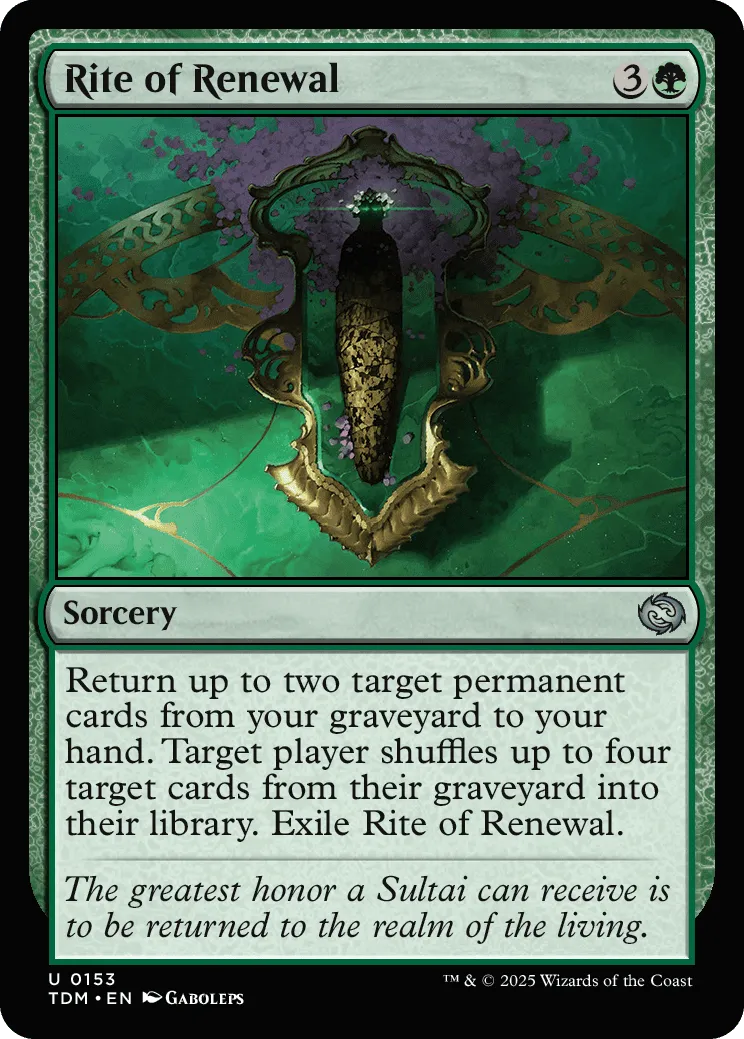 Rite of Renewal 3
Sorcery
Return up to two target permanent
cards from your graveyard to your
hand. Target player shuffles up to four
target cards from their graveyard into
their library. Exile Rite of Renewal.
The greatest honor a Sultai can receive is
to be returned to the realm of the living.
U 0153
™ & © 2025 Wizards of the Coast
TDM • EN Gaboleps